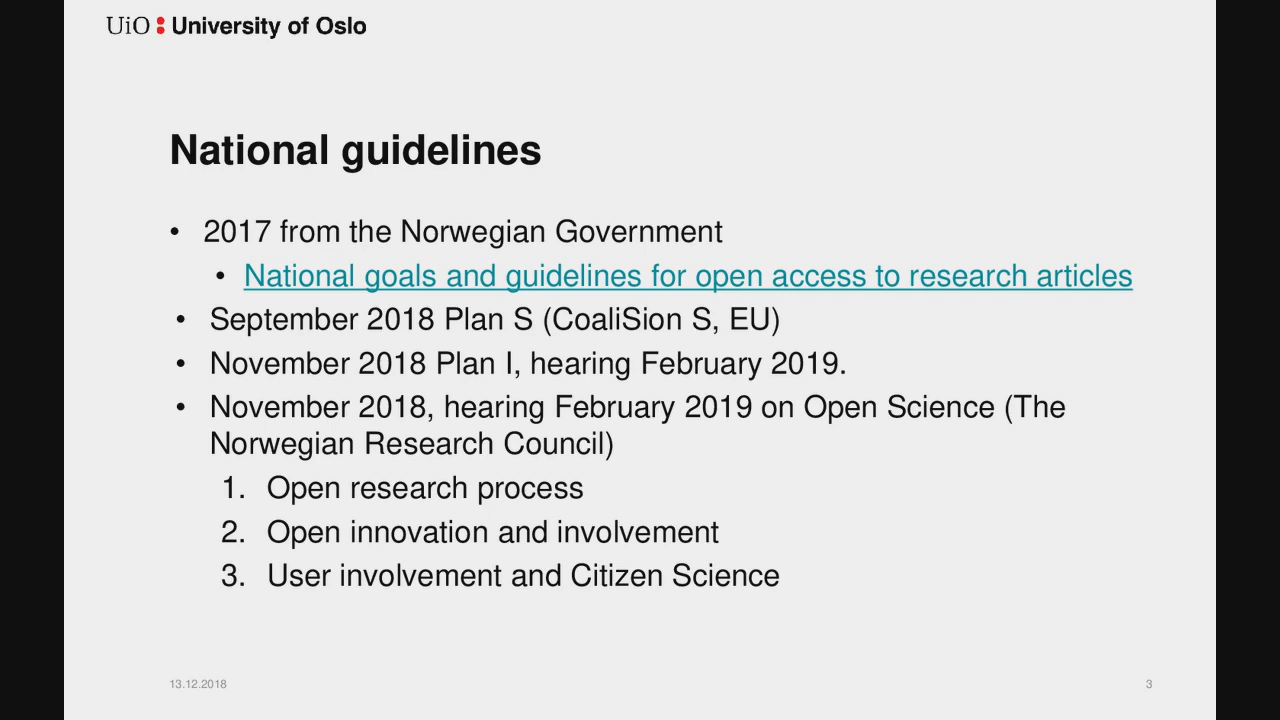 UiO : University of Oslo
National guidelines
• 2017 from the Norwegian Government
• National goals and guidelines for open access to research articles
• September 2018 Plan S (CoaliSion S, EU)
• November 2018 Plan I, hearing February 2019.
• November 2018, hearing February 2019 on Open Science (The
Norwegian Research Council)
1. Open research process
2. Open innovation and involvement
3. User involvement and Citizen Science
13.12.2018
3